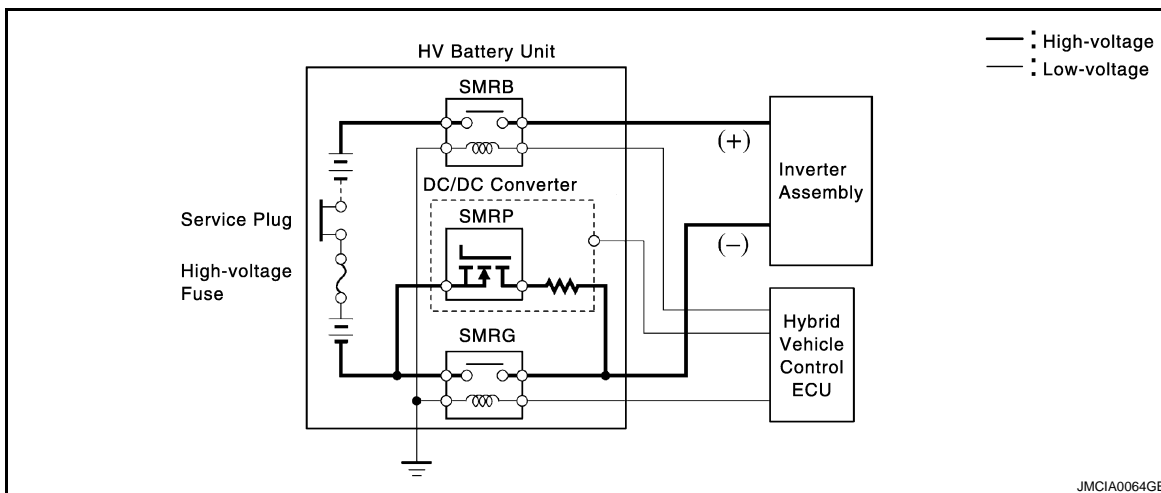 HV Battery Unit
: High-voltage
: Low-voltage
SMRB
(+)
Inverter
Assembly
DC/DC Converter
SMRP
Service Plug
(−)
High-voltage
Fuse
Hybrid
Vehicle
Control
ECU
SMRG
JMCIA0064GB